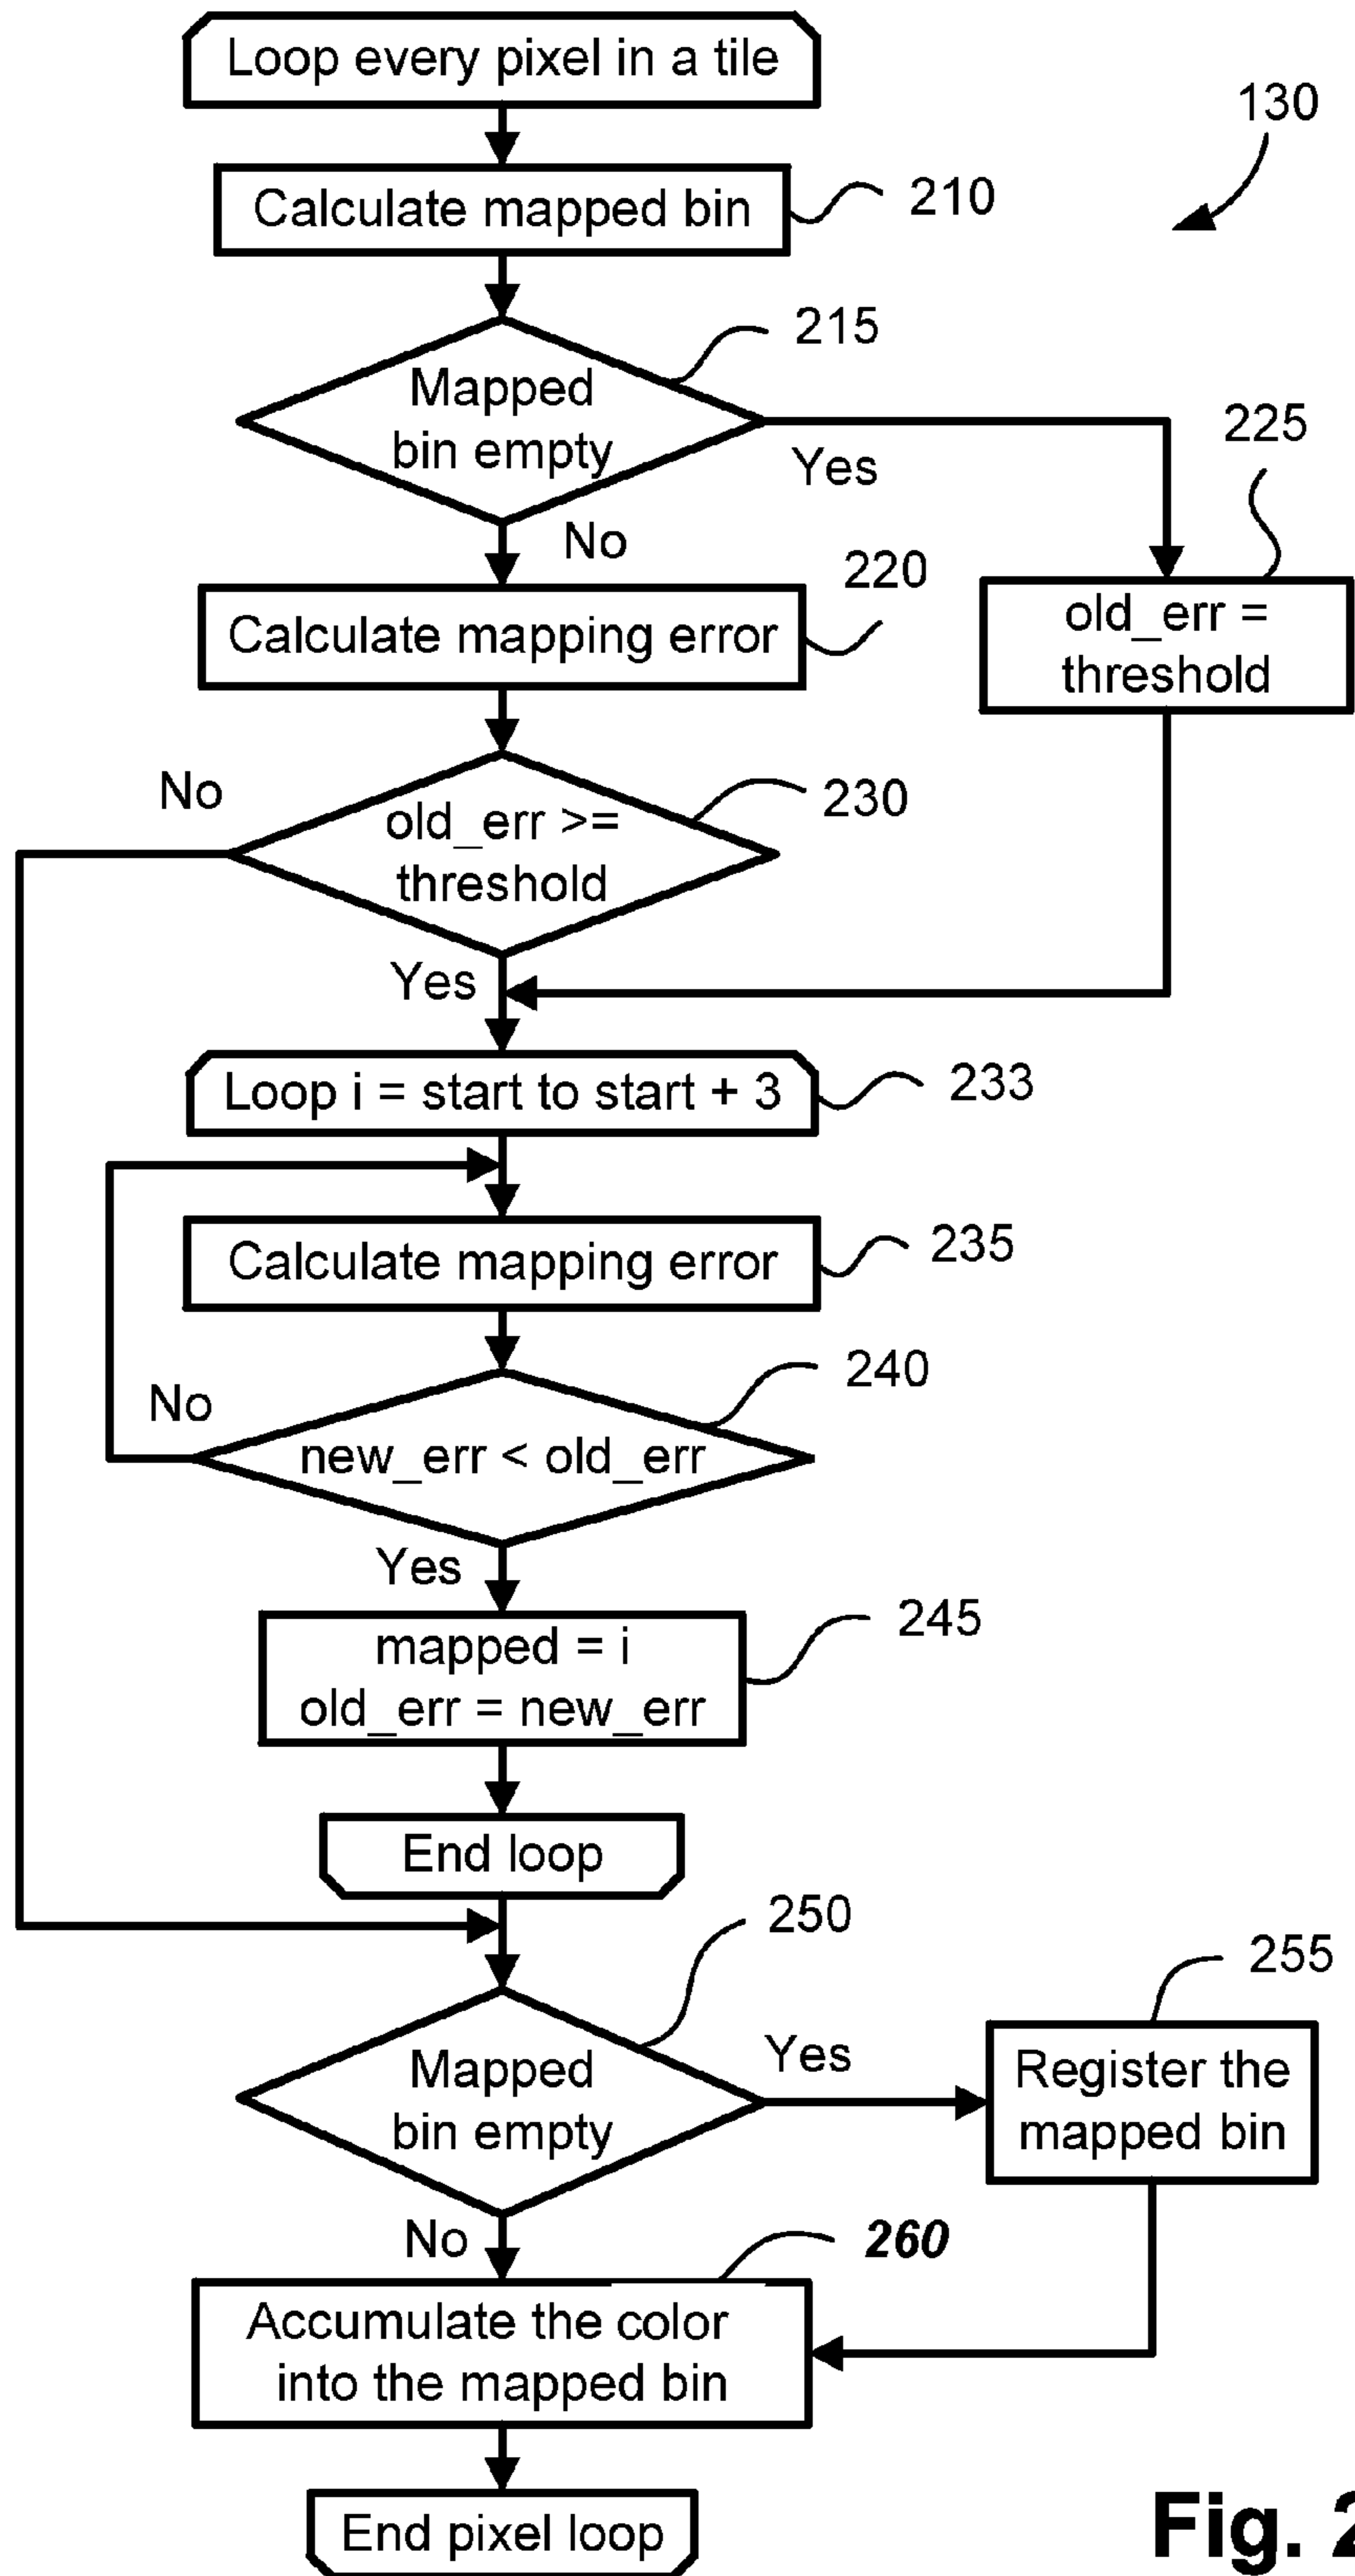 Loop every pixel in a tile
130
Calculate mapped bin
210
215
Mapped
bin empty
Yes
225
No
220
old_err =
threshold
Calculate mapping error
No
230
old_err >=
threshold
Yes
Loop i = start to start + 3
233
Calculate mapping error
235
240
No
new_err < old_err
Yes
mapped = i
old_err = new_err
245
End loop
250
255
Mapped
bin empty
Yes
Register the
mapped bin
No
260
Accumulate the color
into the mapped bin
End pixel loop
Fig. 2